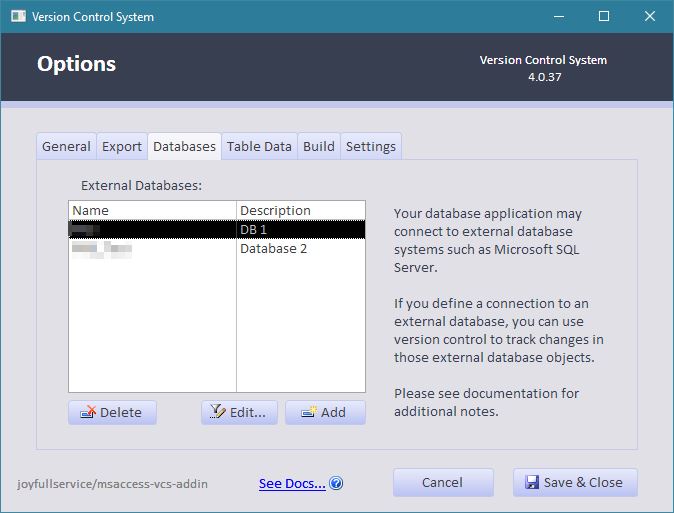 Version Control System
Options
Version Control System
4.0.37
General Export Databases Table Data Build Settings
External Databases:
Name Description
DB 1
Database 2
Your database application may
connect to external database
systems such as Microsoft SQL
Server.
If you define a connection to an
external database, you can use
version control to track changes in
those external database objects.
Please see documentation for
additional notes.
Delete Edit... Add
joyfullservice/msaccess-vcs-addin See Docs... ? Cancel Save & Close